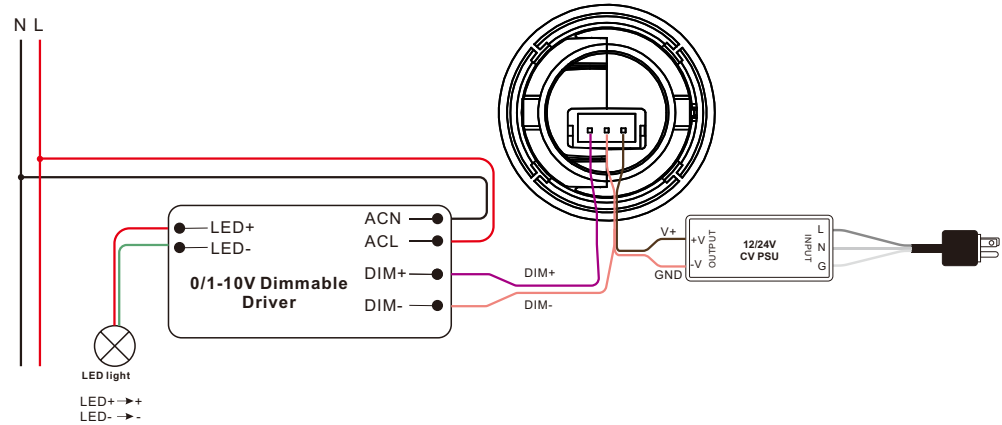 N L
LED+
LED-
ACN
ACL
DIM+
DIM-
0/1-10V Dimmable
Driver
DIM+
DIM-
V+
GND
+V
-V
OUTPUT
12/24V
CV PSU
INPUT
L
N
G
LED light
LED+ → +
LED- → -